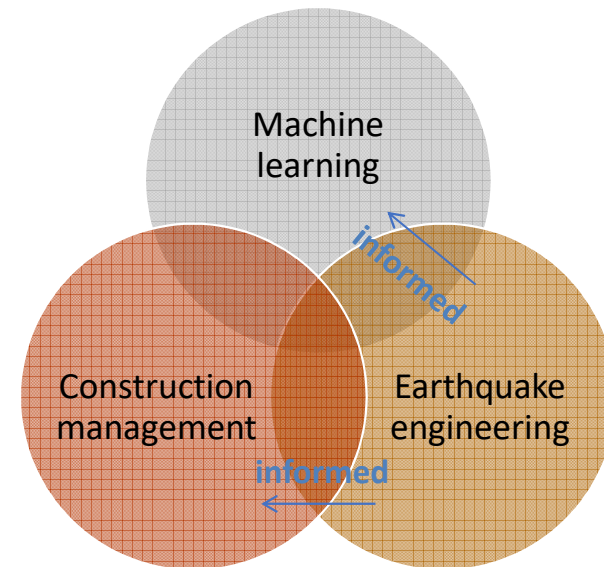 Machine
learning
informed
Construction
management
Earthquake
engineering
informed